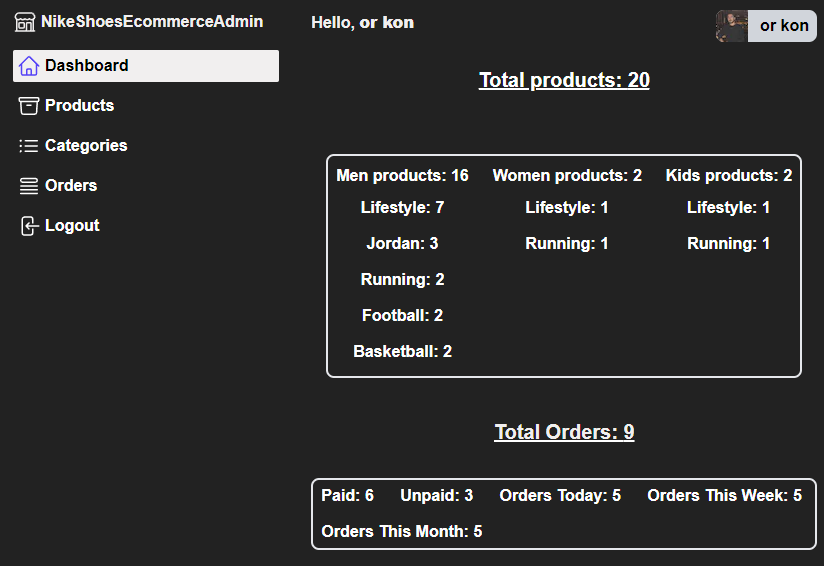 NikeShoesEcommerceAdmin
Dashboard
Products
Categories
Orders
Logout
Hello, or kon
or kon
Total products: 20
Men products: 16
Lifestyle: 7
Jordan: 3
Running: 2
Football: 2
Basketball: 2
Women products: 2
Lifestyle: 1
Running: 1
Kids products: 2
Lifestyle: 1
Running: 1
Total Orders: 9
Paid: 6 Unpaid: 3 Orders Today: 5 Orders This Week: 5
Orders This Month: 5